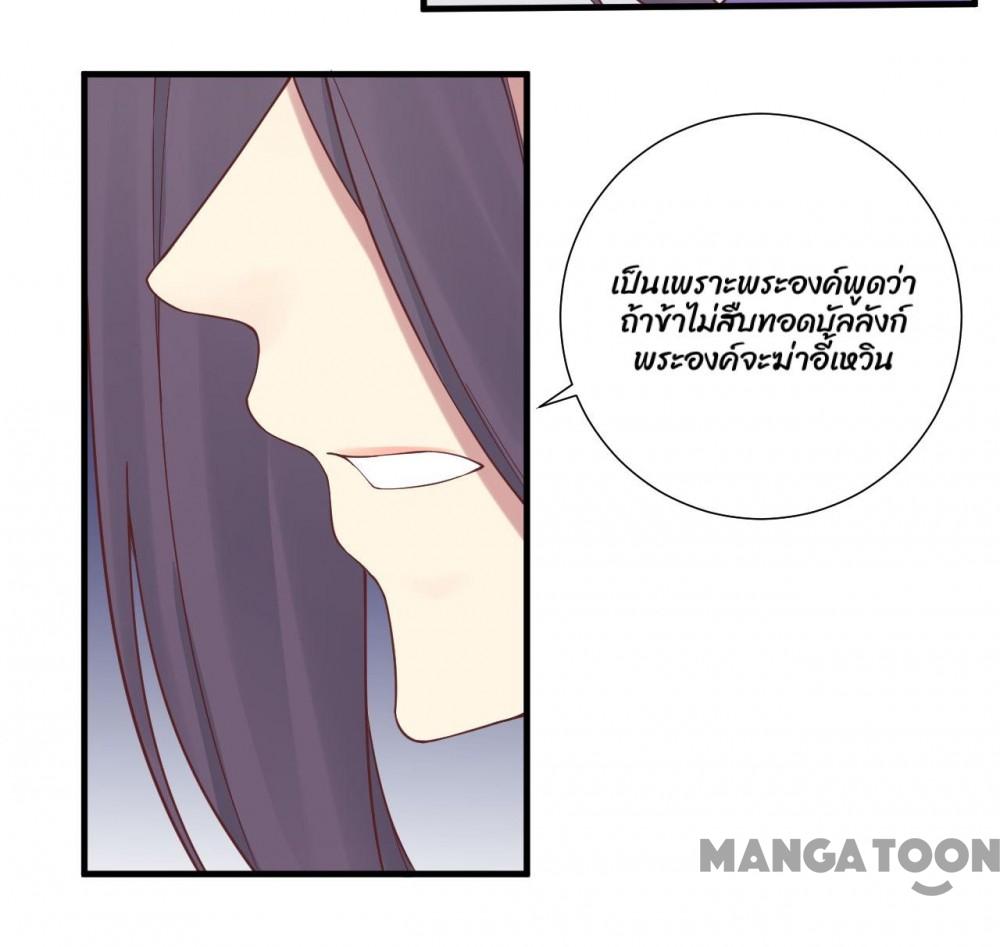 เป็นเพราะพระองค์พูดว่า
ถ้าข้าไม่สืบทอดบัลลังก์
พระองค์จะฆ่าอี้เหวิน
MANGA TOON